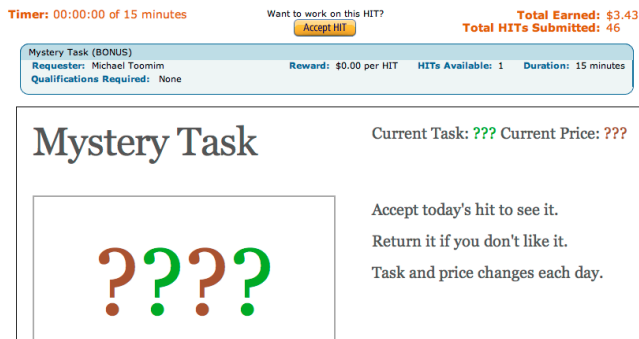 Timer: 00:00:00 of 15 minutes
Want to work on this HIT?
Accept HIT
Total Earned: $3.43
Total HITs Submitted: 46
Mystery Task (BONUS)
Requester: Michael Toomim Reward: $0.00 per HIT HITs Available: 1 Duration: 15 minutes
Qualifications Required: None
Mystery Task
Current Task: ??? Current Price: ???
????
Accept today's hit to see it.
Return it if you don't like it.
Task and price changes each day.